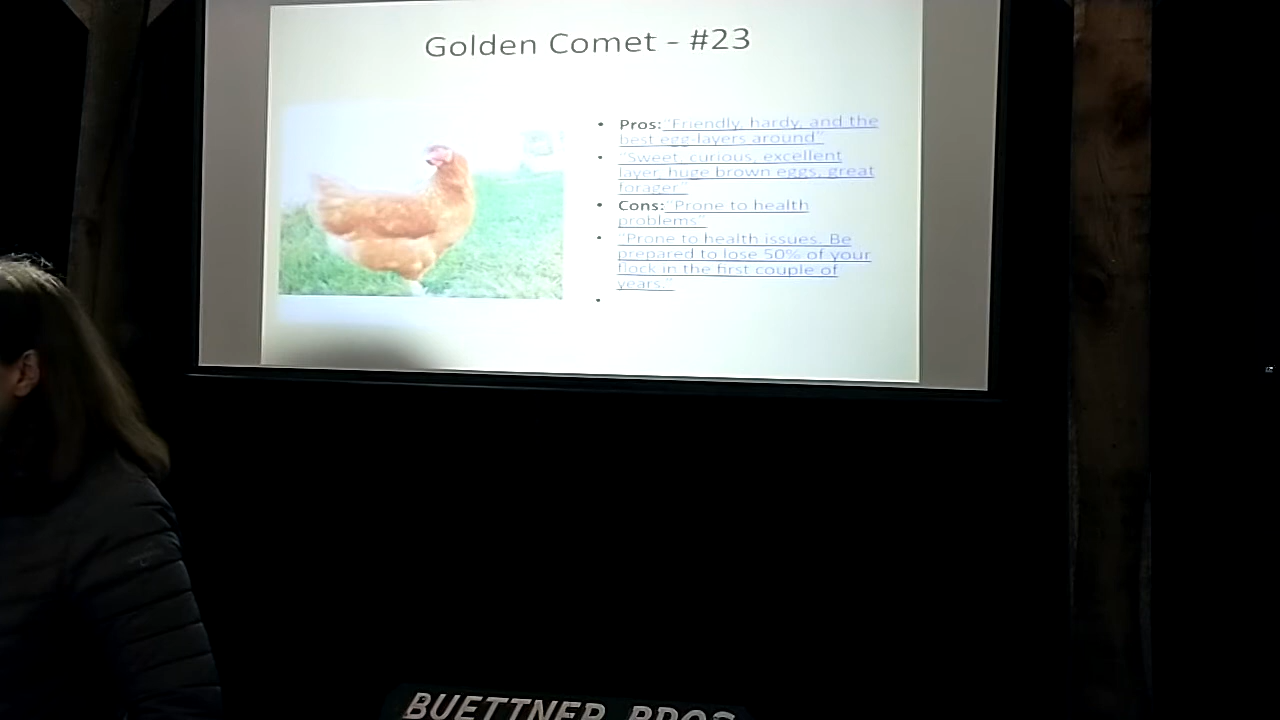 Golden Comet - #23
• Pros: "Friendly, hardy, and the
best egg-layers around"
• "Sweet, curious, excellent
layer, huge brown eggs, great
forager"
• Cons: "Prone to health
problems"
• "Prone to health issues. Be
prepared to lose 50% of your
flock in the first couple of
years."
•
BUETTNER BROS